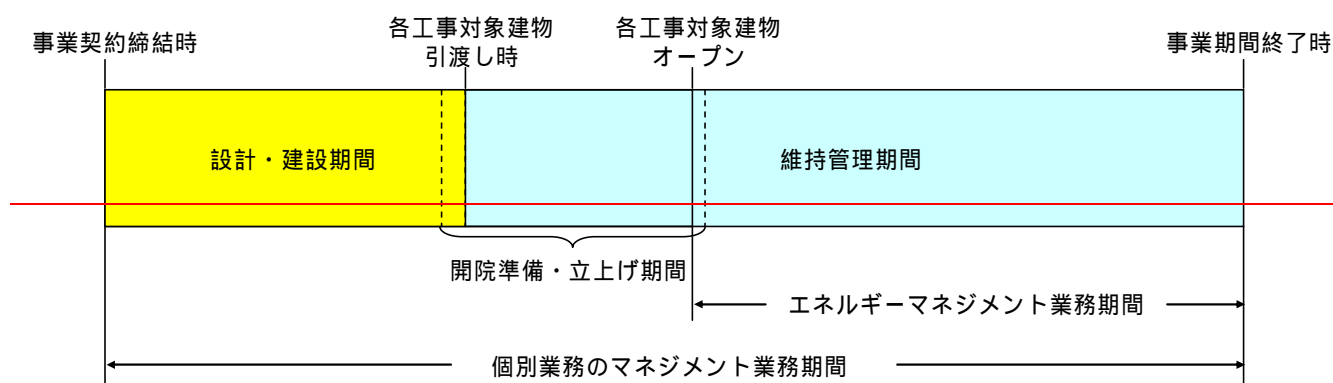 事業契約締結時
各工事対象建物
引渡し時
各工事対象建物
オープン
事業期間終了時
設計・建設期間
維持管理期間
開院準備・立上げ期間
エネルギーマネジメント業務期間
個別業務のマネジメント業務期間